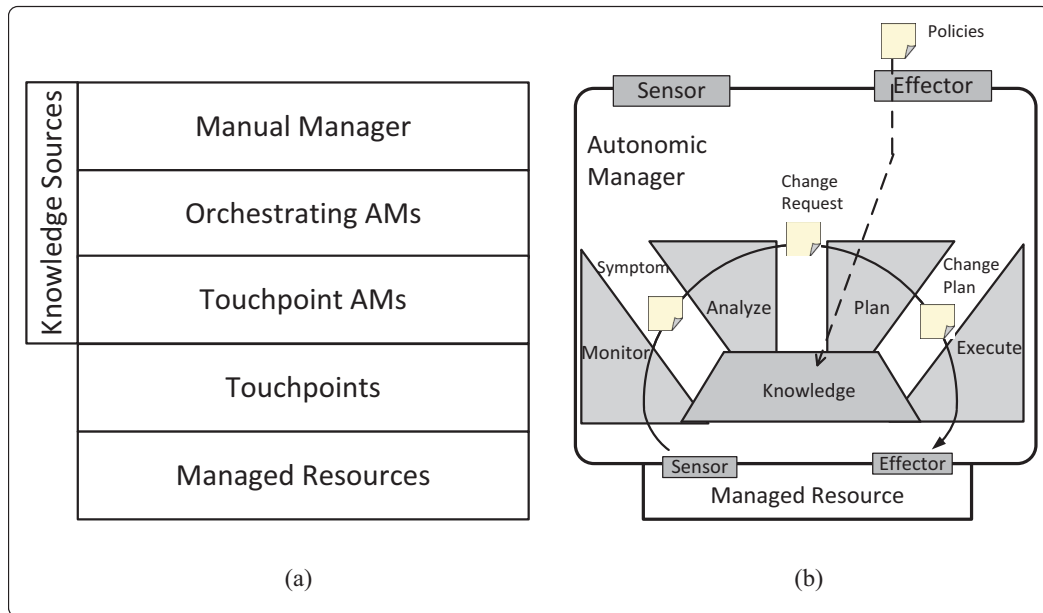 Knowledge Sources
Manual Manager
Orchestrating AMs
Touchpoint AMs
Touchpoints
Managed Resources
(a)
Policies
Sensor
Effector
Autonomic
Manager
Change
Request
Symptom
Change
Plan
Analyze
Plan
Monitor
Execute
Knowledge
Sensor
Effector
Managed Resource
(b)